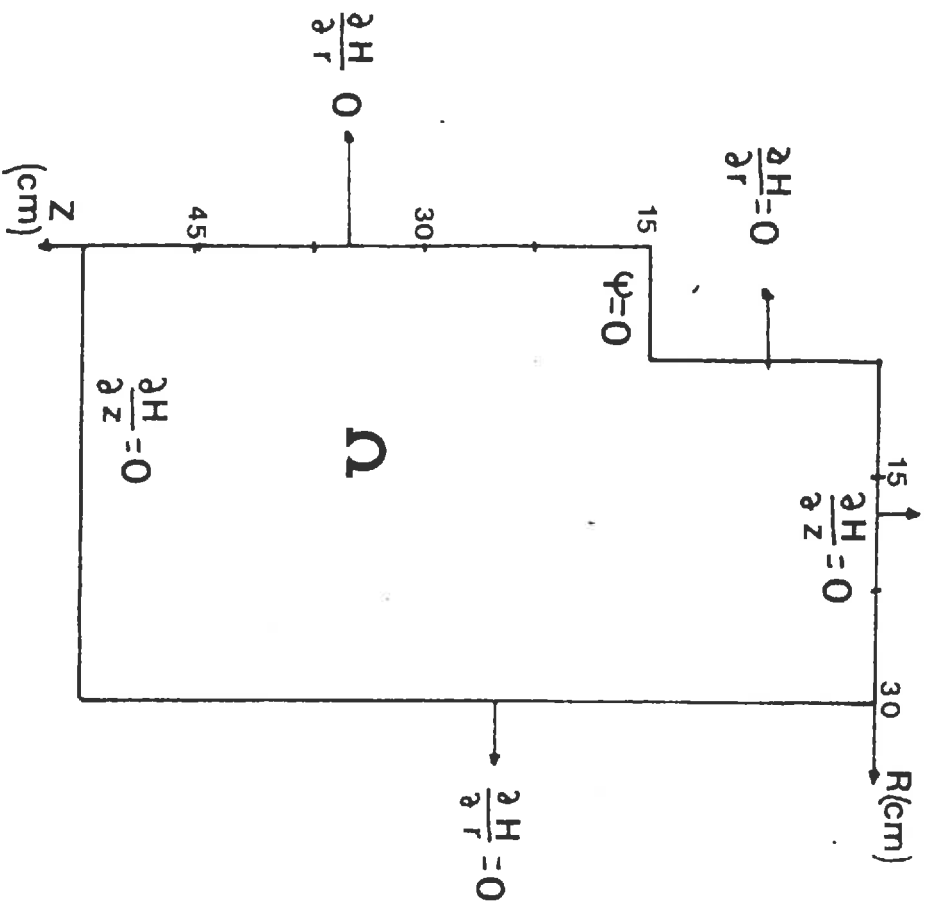 15
30
R(cm)
∂H/∂z = 0
∂H/∂r = 0
15
ψ=0
30
∂H/∂r 0
Ω
∂H/∂r = 0
45
∂H/∂z = 0
Z
(cm)